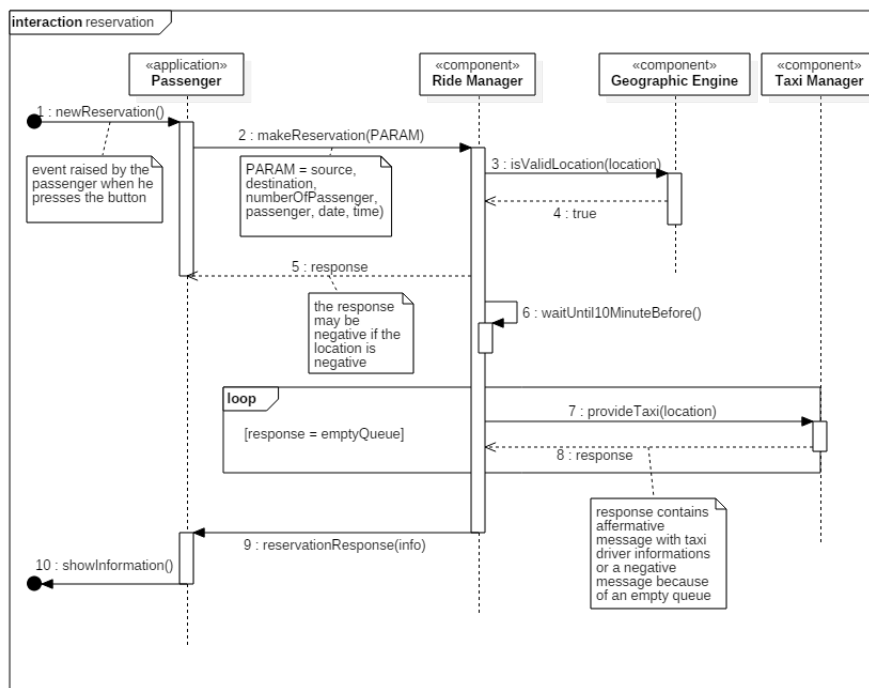 interaction reservation
«application»
Passenger
«component»
Ride Manager
«component»
Geographic Engine
«component»
Taxi Manager
1 : newReservation()
event raised by the
passenger when he
presses the button
2 : makeReservation(PARAM)
PARAM = source,
destination,
numberOfPassenger,
passenger, date, time)
3 : isValidLocation(location)
4 : true
5 : response
the response
may be
negative if the
location is
negative
6 : waitUntil10MinuteBefore()
loop
[response = emptyQueue]
7 : provideTaxi(location)
8 : response
response contains
affermative
message with taxi
driver informations
or a negative
message because
of an empty queue
9 : reservationResponse(info)
10 : showInformation()